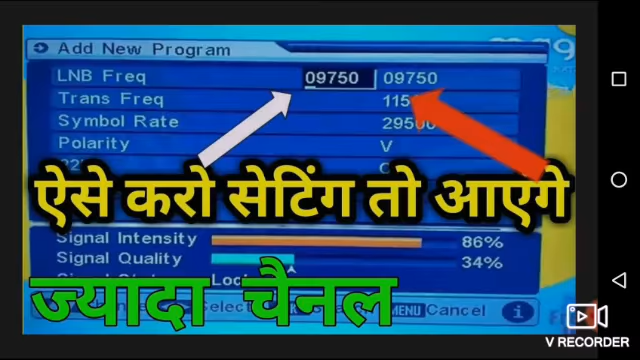 Add New Program
LNB Freq 09750 09750
Trans Freq
Symbol Rate 29500
Polarity V
ऐसे करो सेटिंग तो आएगे
Signal Intensity 86%
Signal Quality 34%
ज्यादा चैनल
MENU Cancel
V RECORDER